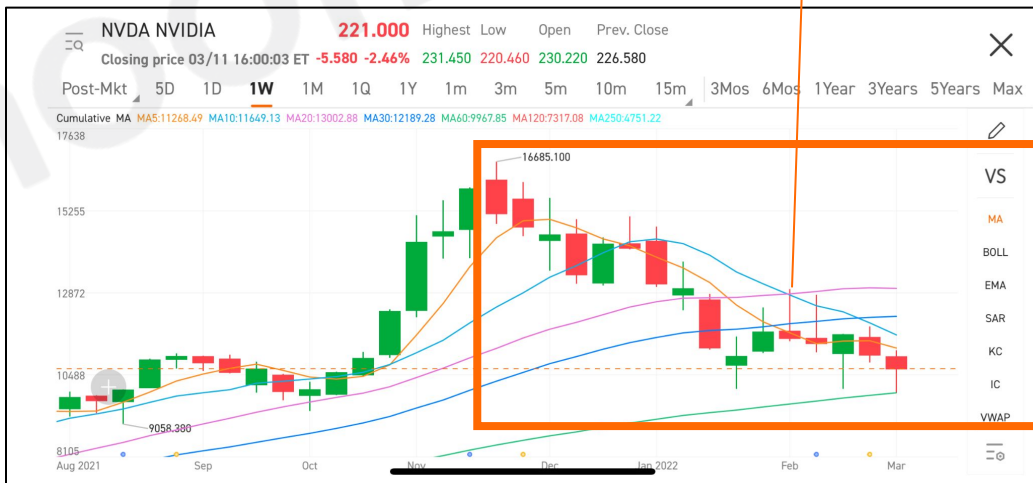 NVDA NVIDIA 221.000 Highest Low Open Prev. Close
Closing price 03/11 16:00:03 ET -5.580 -2.46% 231.450 220.460 230.220 226.580
Post-Mkt 5D 1D 1W 1M 1Q 1Y 1m 3m 5m 10m 15m 3Mos 6Mos 1Year 3Years 5Years Max
Cumulative MA MA5:11268.49 MA10:11649.13 MA20:13002.88 MA30:12189.28 MA60:9967.85 MA120:7317.08 MA250:4751.22
17638
16685.100
VS
15255
MA
BOLL
12872
EMA
SAR
KC
10488
IC
VWAP
9058.380
8105
Aug 2021 Sep Oct Nov Dec Jan 2022 Feb Mar